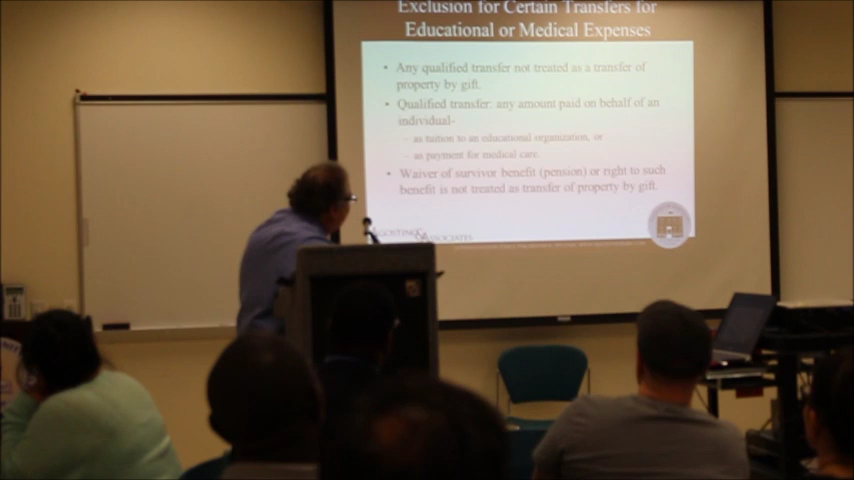 Exclusion for Certain Transfers for
Educational or Medical Expenses
• Any qualified transfer not treated as a transfer of
property by gift.
• Qualified transfer: any amount paid on behalf of an
individual-
– as tuition to an educational organization, or
– as payment for medical care.
• Waiver of survivor benefit (pension) or right to such
benefit is not treated as transfer of property by gift.
AGOSTINO & ASSOCIATES